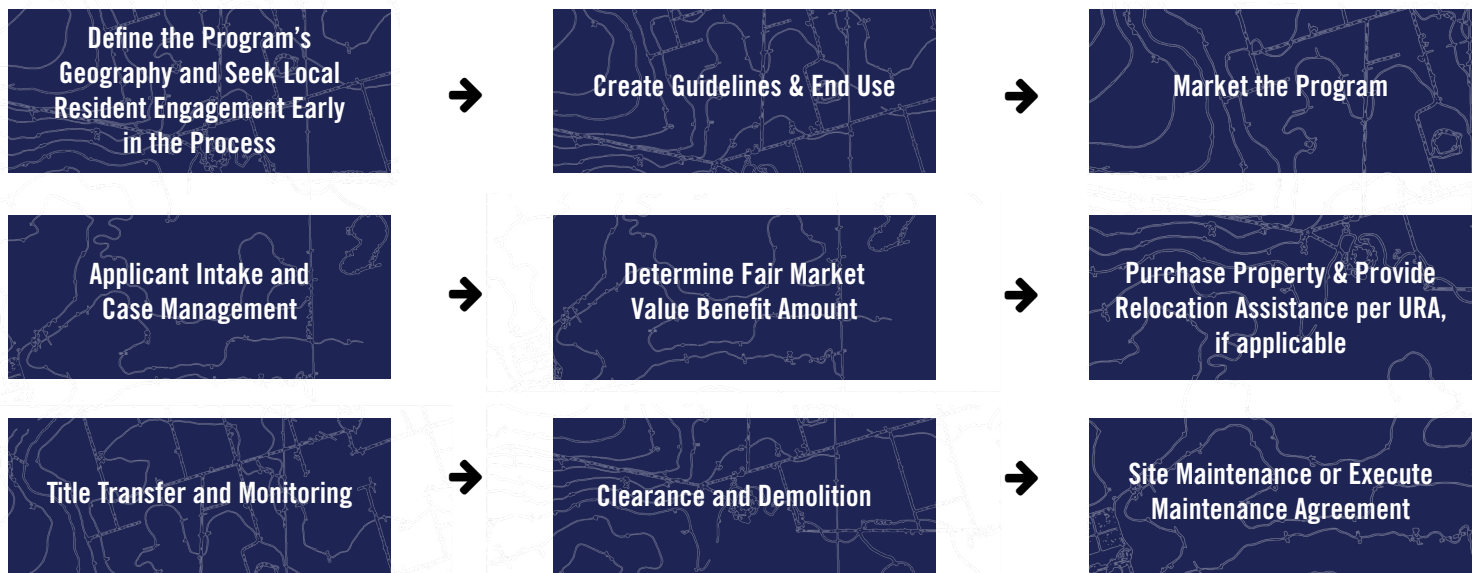 Define the Program’s
Geography and Seek Local
Resident Engagement Early
in the Process
Create Guidelines & End Use
Market the Program
Applicant Intake and
Case Management
Determine Fair Market
Value Benefit Amount
Purchase Property & Provide
Relocation Assistance per URA,
if applicable
Title Transfer and Monitoring
Clearance and Demolition
Site Maintenance or Execute
Maintenance Agreement